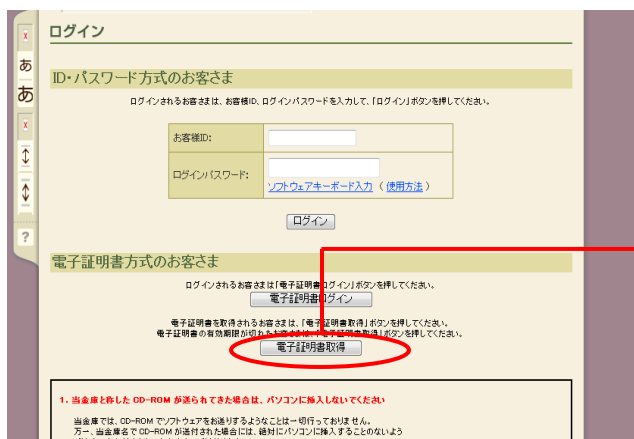 ログイン
あ
あ
ID・パスワード方式のお客さま
ログインされるお客さまは、お客様ID、ログインパスワードを入力して、「ログイン」ボタンを押してください。
お客様ID:
ログインパスワード:
ソフトウェアキーボード入力（使用方法）
ログイン
?
電子証明書方式のお客さま
ログインされるお客さまは「電子証明書ログイン」ボタンを押してください。
電子証明書ログイン
電子証明書を取得されるお客さまは、「電子証明書取得」ボタンを押してください。
電子証明書の有効期限が切れたお客さまは、「電子証明書取得」ボタンを押してください。
電子証明書取得
1. 当金庫と称した CD-ROM が送られてきた場合は、パソコンに挿入しないでください
当金庫では、CD-ROM でソフトウェアをお送りするようなことは一切行っておりません。
万一、当金庫名で CD-ROM が送付された場合には、絶対にパソコンに挿入することのないよう